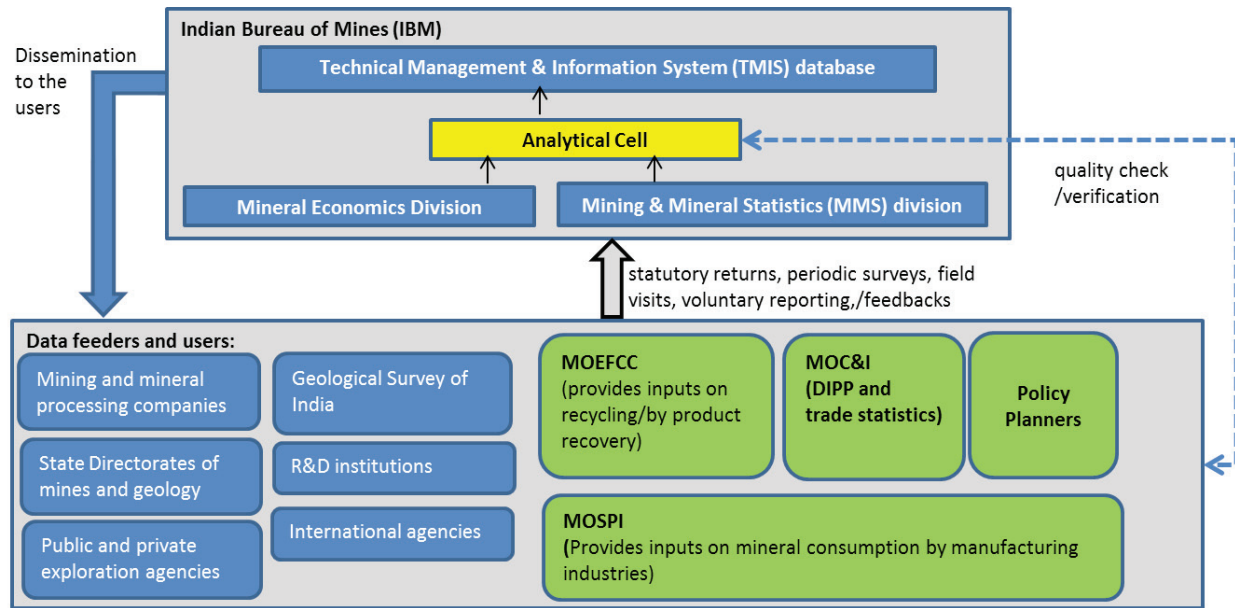 Indian Bureau of Mines (IBM)
Dissemination
to the
users
Technical Management & Information System (TMIS) database
Analytical Cell
quality check
/verification
Mineral Economics Division
Mining & Mineral Statistics (MMS) division
statutory returns, periodic surveys, field
visits, voluntary reporting,/feedbacks
Data feeders and users:
Mining and mineral
processing companies
State Directorates of
mines and geology
Public and private
exploration agencies
Geological Survey of
India
R&D institutions
International agencies
MOEFCC
(provides inputs on
recycling/by product
recovery)
MOC&I
(DIPP and
trade statistics)
Policy
Planners
MOSPI
(Provides inputs on mineral consumption by manufacturing
industries)